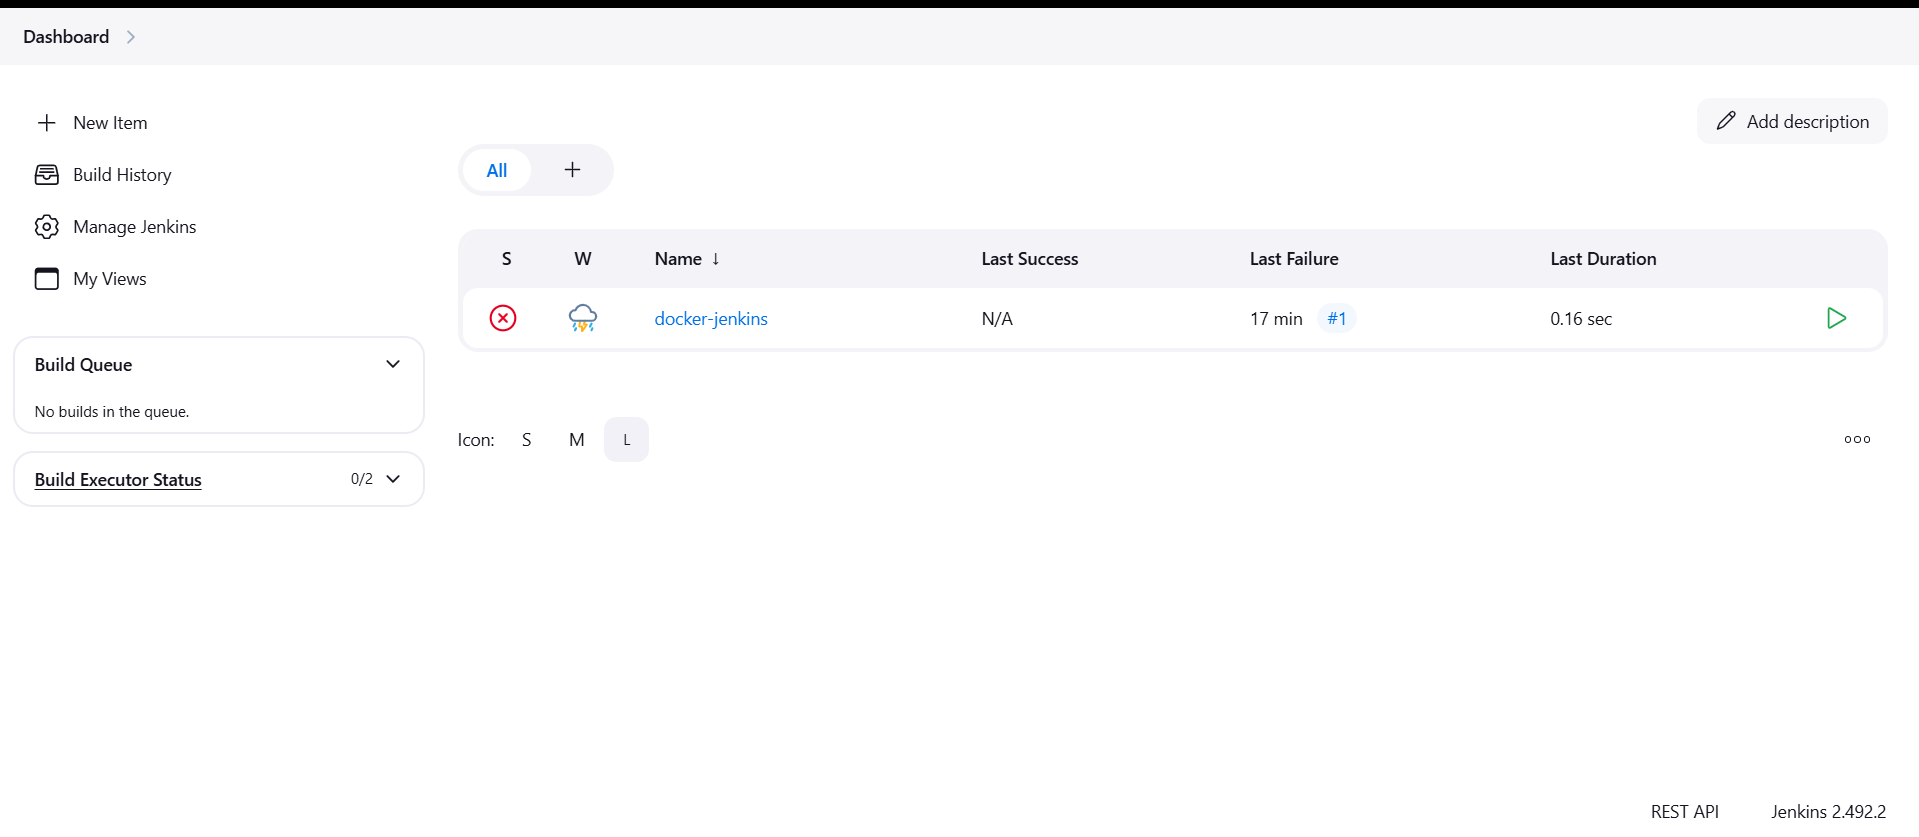 Dashboard
New Item
Build History
Manage Jenkins
My Views
Build Queue
No builds in the queue.
Build Executor Status 0/2
Add description
All
S W Name ↓ Last Success Last Failure Last Duration
docker-jenkins N/A 17 min #1 0.16 sec
Icon: S M L
REST API Jenkins 2.492.2